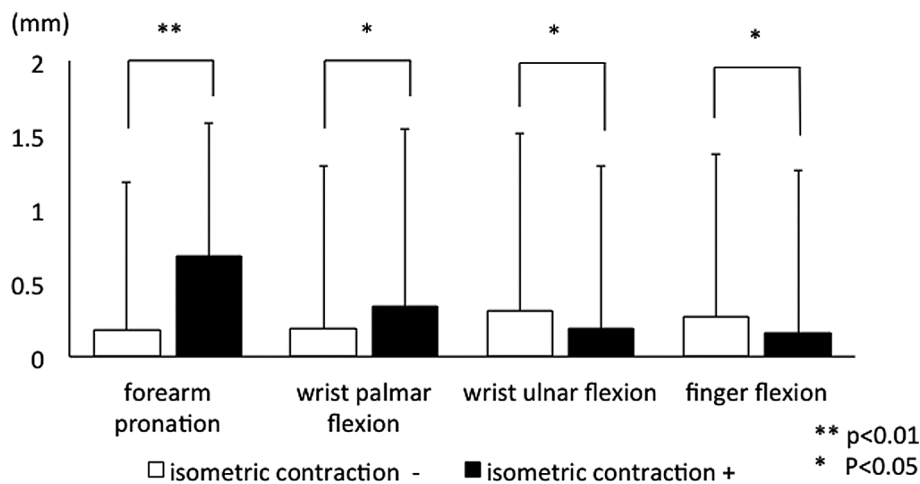 (mm)
** * * *
2
1.5
1
0.5
0
forearm
pronation
wrist palmar
flexion
wrist ulnar flexion
finger flexion
** p<0.01
* P<0.05
isometric contraction -
isometric contraction +